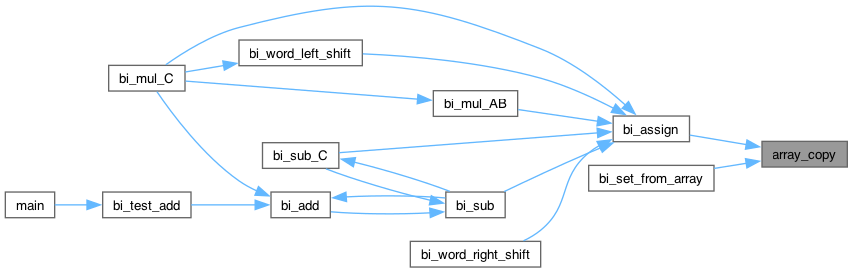 bi_mul_C
bi_word_left_shift
bi_mul_AB
bi_assign
bi_sub_C
array_copy
bi_set_from_array
main
bi_test_add
bi_add
bi_sub
bi_word_right_shift